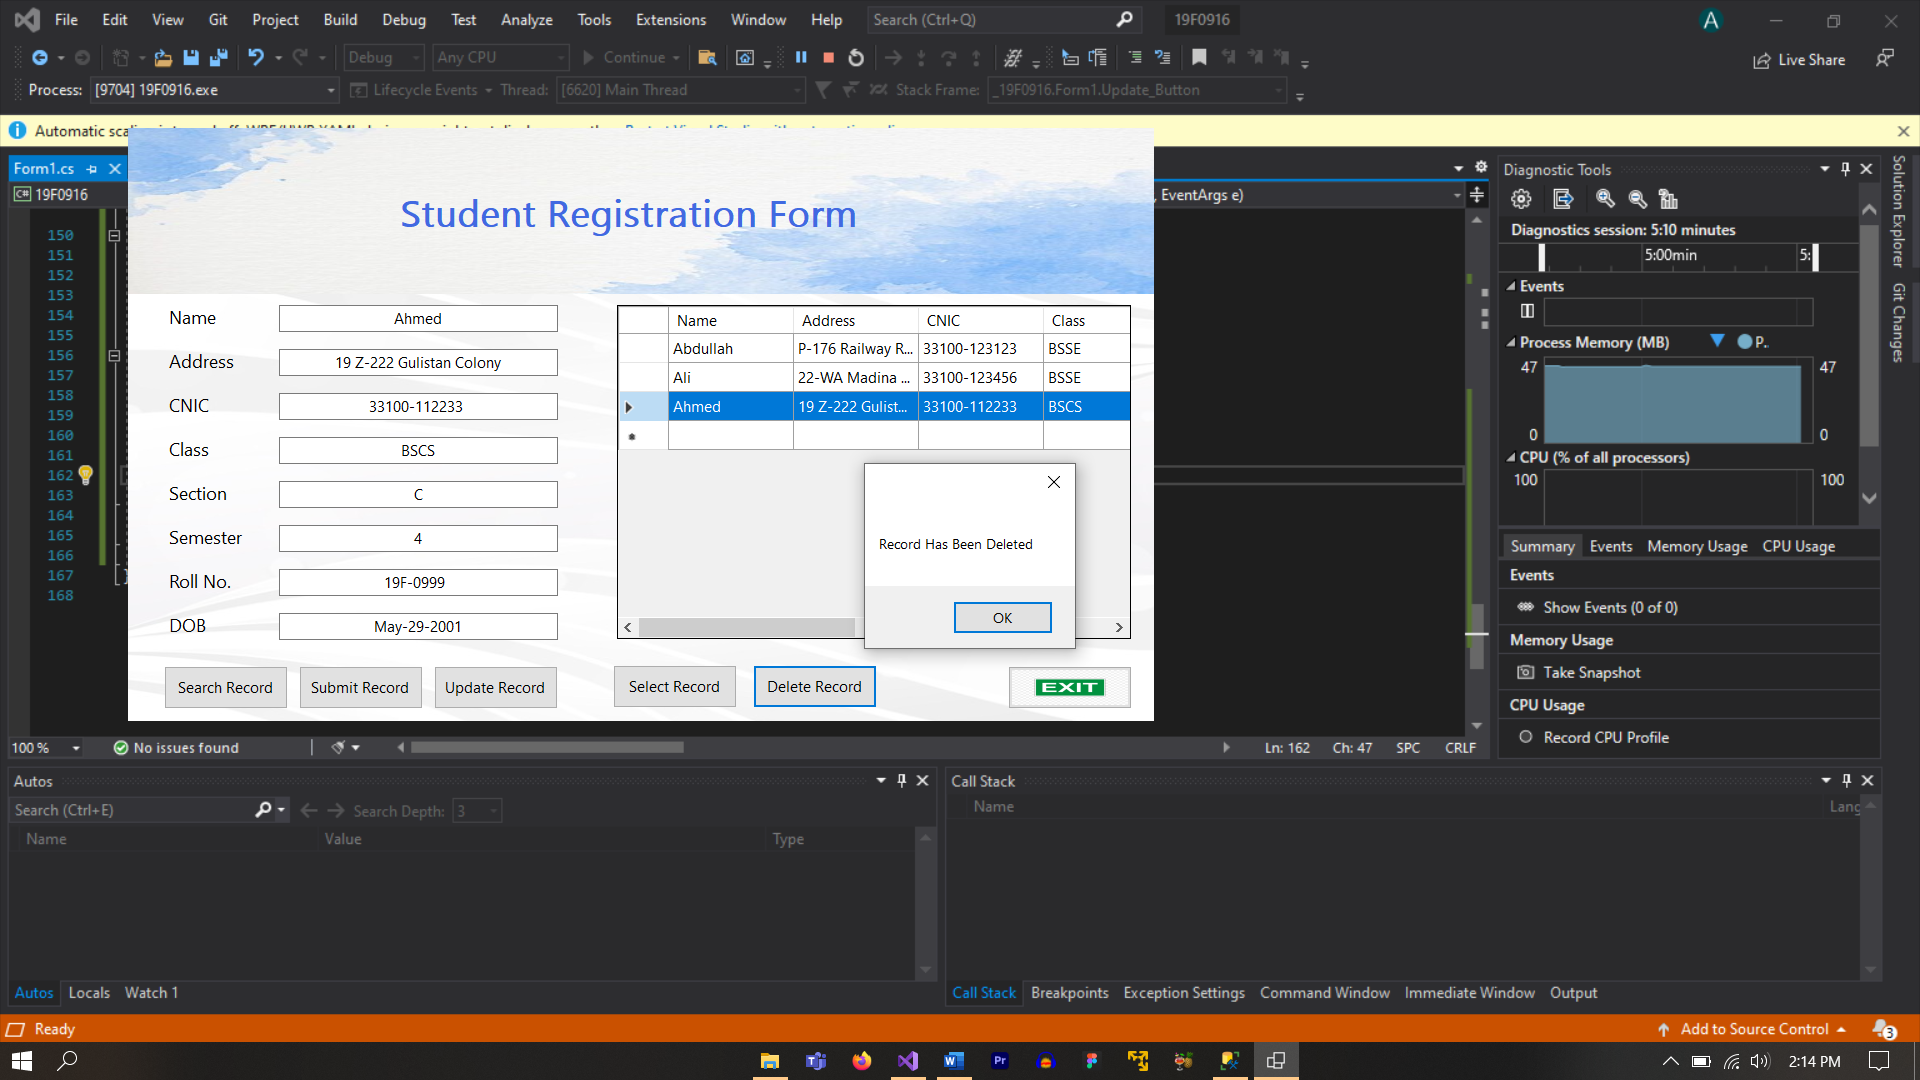 File Edit View Git Project Build Debug Test Analyze Tools Extensions Window Help Search (Ctrl+Q) 19F0916 A
Debug Any CPU Continue Live Share
Process: [9704] 19F0916.exe Lifecycle Events Thread: [6620] Main Thread Stack Frame: _19F0916.Form1.Update_Button
Form1.cs
C# 19F0916 , EventArgs e)
150
151
152
153
154
155
156
157
158
159
160
161
162
163
164
165
166
167
168
Student Registration Form
Name Ahmed
Address 19 Z-222 Gulistan Colony
CNIC 33100-112233
Class BSCS
Section C
Semester 4
Roll No. 19F-0999
DOB May-29-2001
Name Address CNIC Class
Abdullah P-176 Railway R... 33100-123123 BSSE
Ali 22-WA Madina ... 33100-123456 BSSE
Ahmed 19 Z-222 Gulist... 33100-112233 BSCS
Record Has Been Deleted
OK
Search Record Submit Record Update Record Select Record Delete Record EXIT
100 % No issues found Ln: 162 Ch: 47 SPC CRLF
Diagnostic Tools
Diagnostics session: 5:10 minutes
5:00min 5:
Events
Process Memory (MB) P..
47 47
0 0
CPU (% of all processors)
100 100
Summary Events Memory Usage CPU Usage
Events
Show Events (0 of 0)
Memory Usage
Take Snapshot
CPU Usage
Record CPU Profile
Solution Explorer
Git Changes
Autos
Search (Ctrl+E) Search Depth: 3
Name Value Type
Autos Locals Watch 1
Call Stack
Name Lang
Call Stack Breakpoints Exception Settings Command Window Immediate Window Output
Ready Add to Source Control 3
Pr 2:14 PM